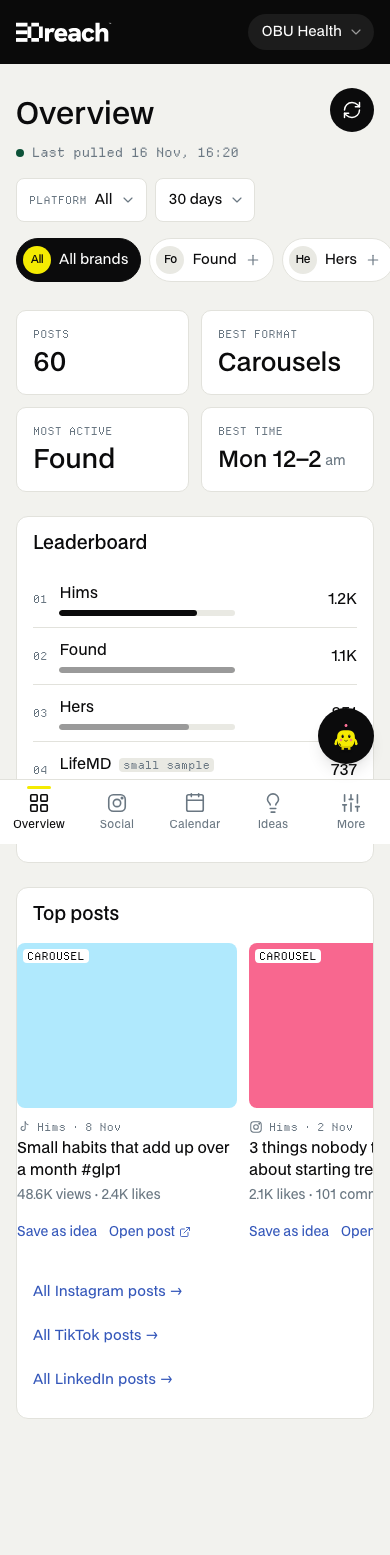 reach
OBU Health
Overview
Last pulled 16 Nov, 16:20
PLATFORM All
30 days
All All brands
Fo Found +
He Hers +
POSTS
60
BEST FORMAT
Carousels
MOST ACTIVE
Found
BEST TIME
Mon 12–2 am
Leaderboard
01 Hims 1.2K
02 Found 1.1K
03 Hers
04 LifeMD small sample 737
Overview
Social
Calendar
Ideas
More
Top posts
CAROUSEL
Hims · 8 Nov
Small habits that add up over
a month #glp1
48.6K views · 2.4K likes
Save as idea Open post
CAROUSEL
Hims · 2 Nov
3 things nobody
about starting
2.1K likes · 101
Save as idea
All Instagram posts →
All TikTok posts →
All LinkedIn posts →